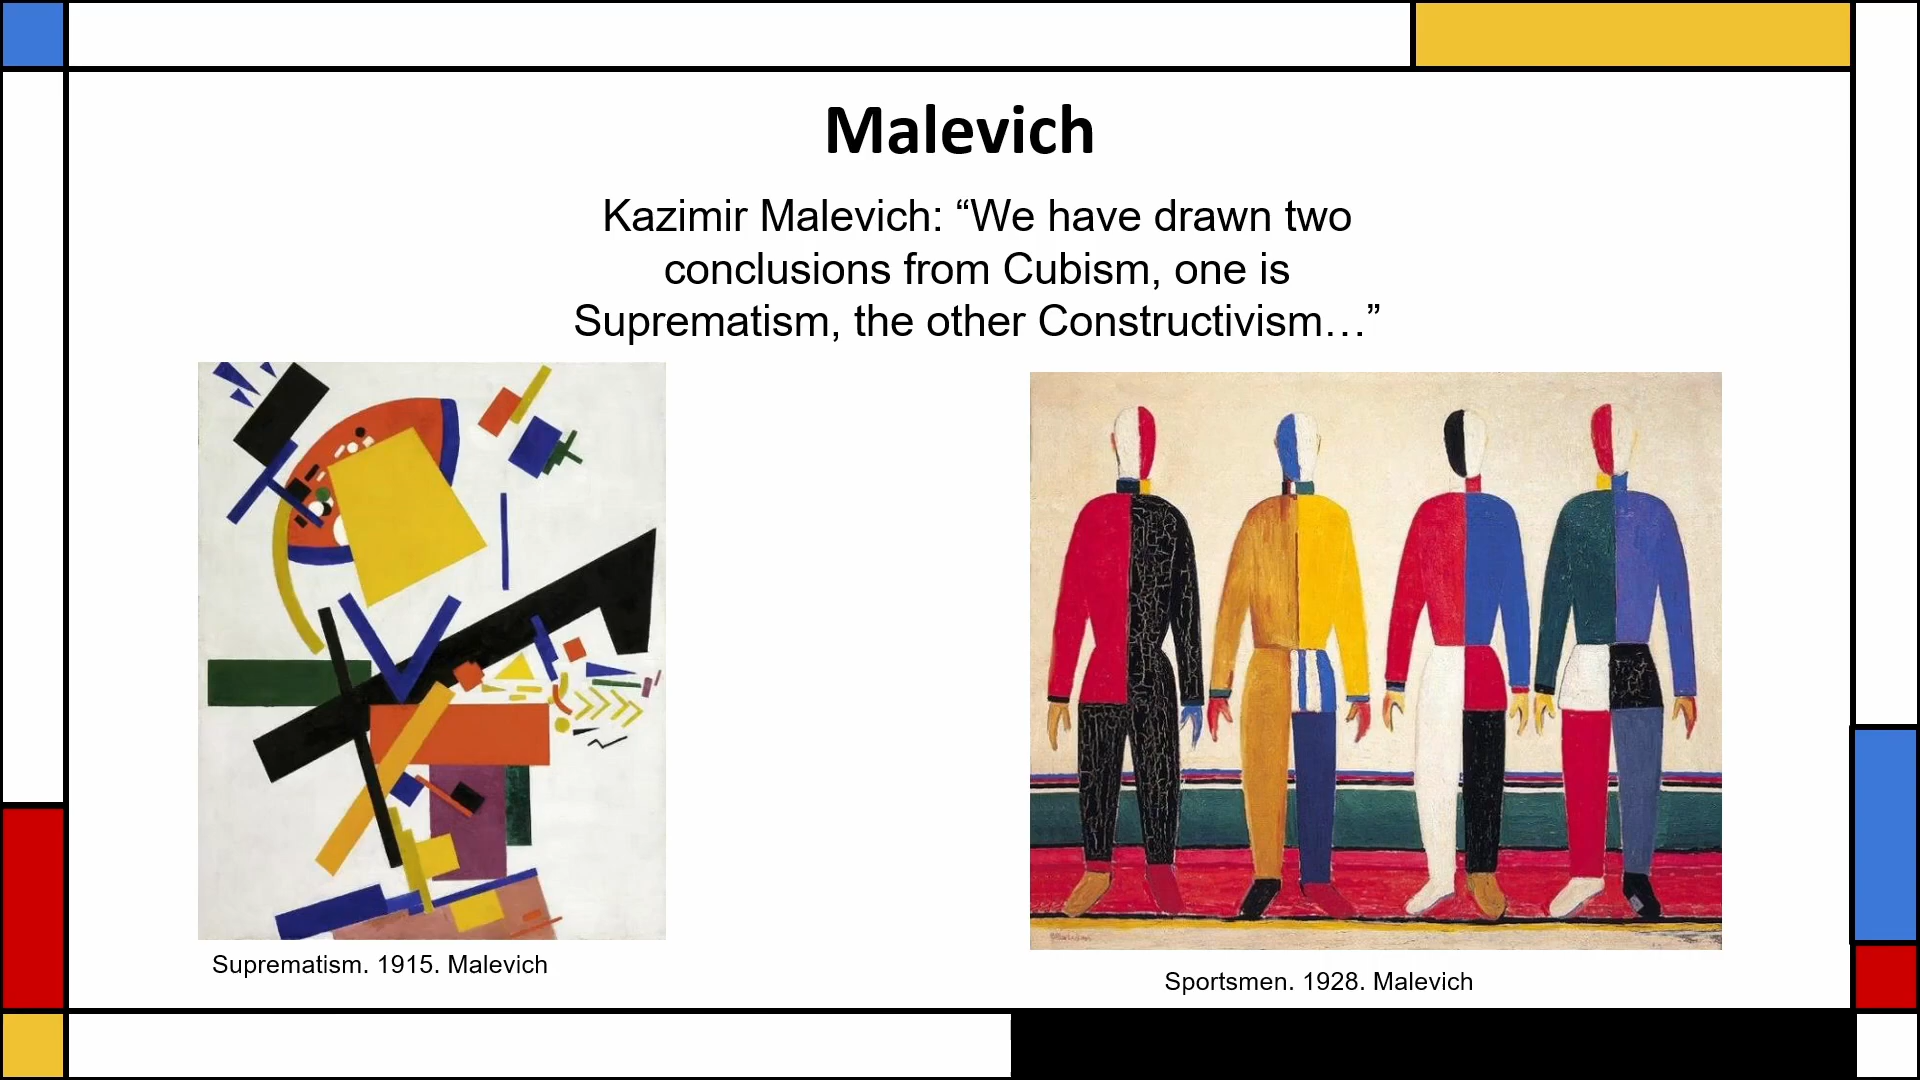 Malevich
Kazimir Malevich: “We have drawn two
conclusions from Cubism, one is
Suprematism, the other Constructivism…”
Suprematism. 1915. Malevich
Sportsmen. 1928. Malevich